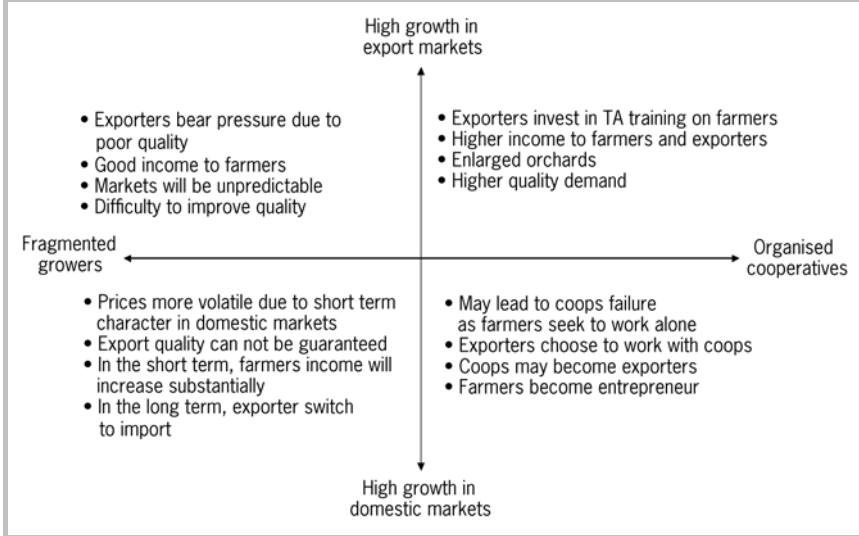 High growth in
export markets
• Exporters bear pressure due to
poor quality
• Good income to farmers
• Markets will be unpredictable
• Difficulty to improve quality
• Exporters invest in TA training on farmers
• Higher income to farmers and exporters
• Enlarged orchards
• Higher quality demand
Fragmented
growers
Organised
cooperatives
• Prices more volatile due to short term
character in domestic markets
• Export quality can not be guaranteed
• In the short term, farmers income will
increase substantially
• In the long term, exporter switch
to import
• May lead to coops failure
as farmers seek to work alone
• Exporters choose to work with coops
• Coops may become exporters
• Farmers become entrepreneur
High growth in
domestic markets